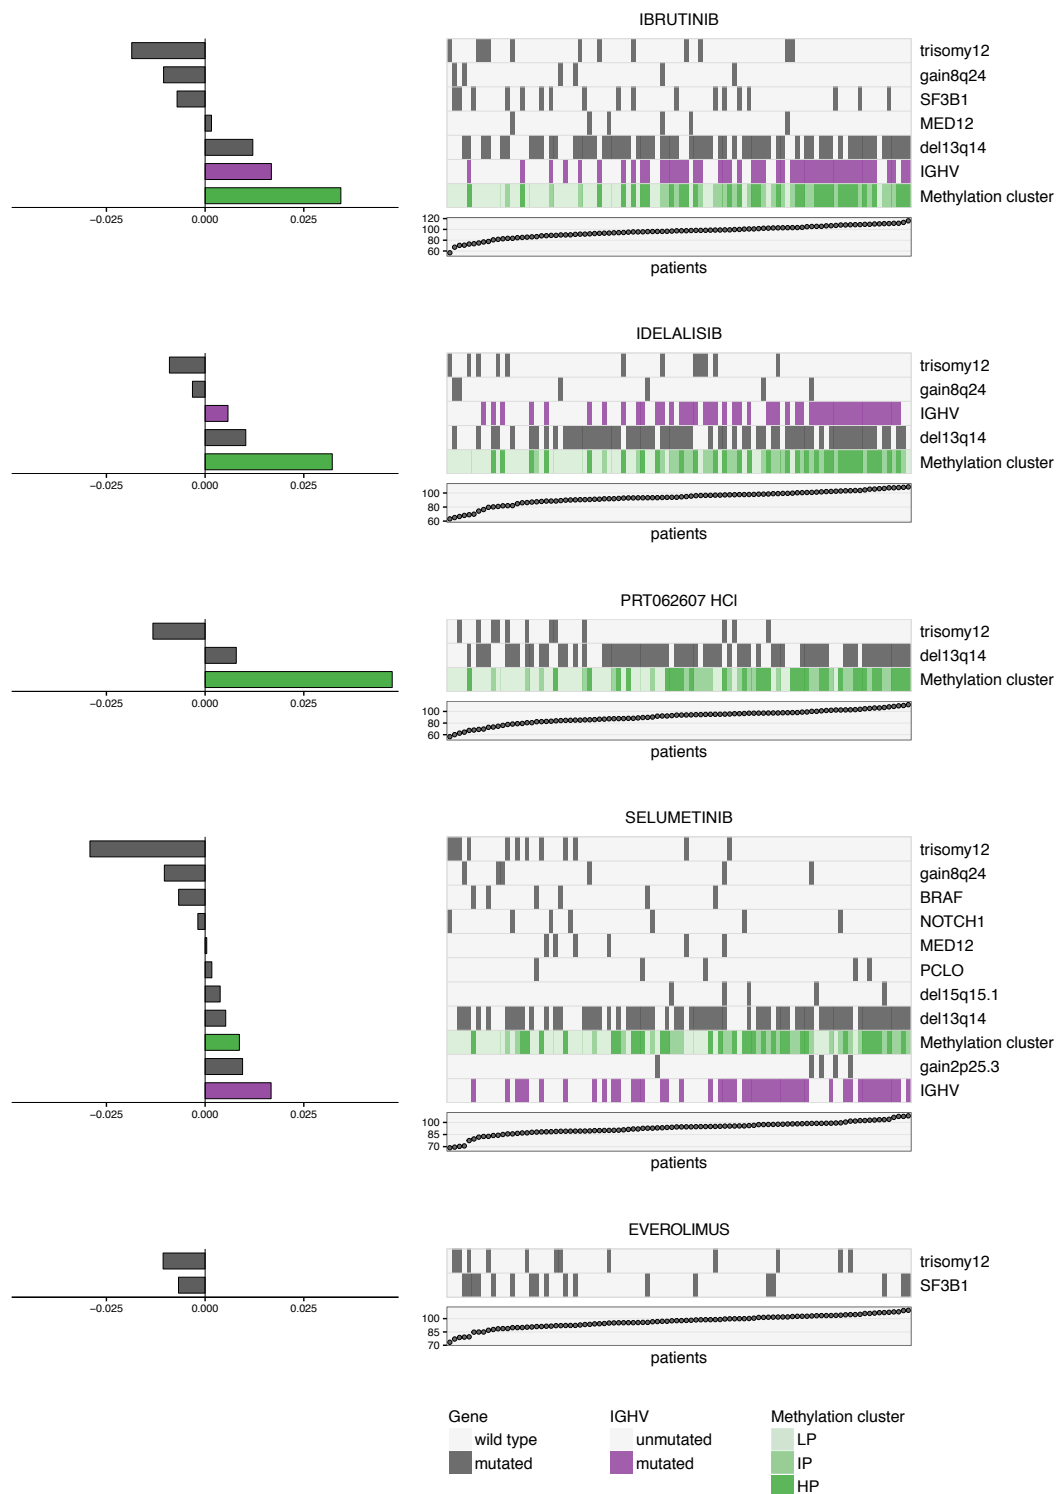 IBRUTINIB
trisomy12
gain8q24
SF3B1
MED12
del13q14
IGHV
Methylation cluster
−0.025 0.000 0.025
120
100
80
60
patients
IDELALISIB
trisomy12
gain8q24
IGHV
del13q14
Methylation cluster
−0.025 0.000 0.025
100
80
60
patients
PRT062607 HCl
trisomy12
del13q14
Methylation cluster
−0.025 0.000 0.025
100
80
60
patients
SELUMETINIB
trisomy12
gain8q24
BRAF
NOTCH1
MED12
PCLO
del15q15.1
del13q14
Methylation cluster
gain2p25.3
IGHV
−0.025 0.000 0.025
100
85
70
patients
EVEROLIMUS
trisomy12
SF3B1
−0.025 0.000 0.025
100
85
70
patients
Gene IGHV Methylation cluster
wild type unmutated LP
mutated mutated IP
HP